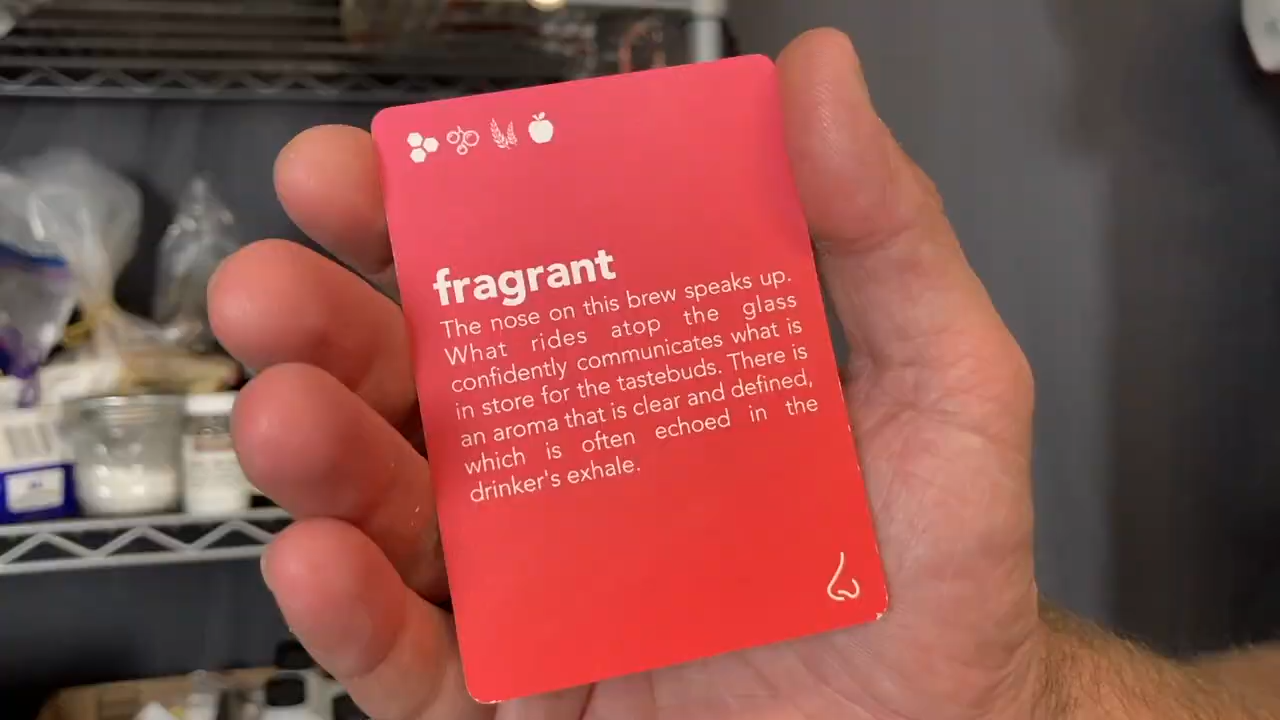 fragrant
The nose on this brew speaks up.
What rides atop the glass
confidently communicates what is
in store for the tastebuds. There is
an aroma that is clear and defined,
which is often echoed in the
drinker's exhale.